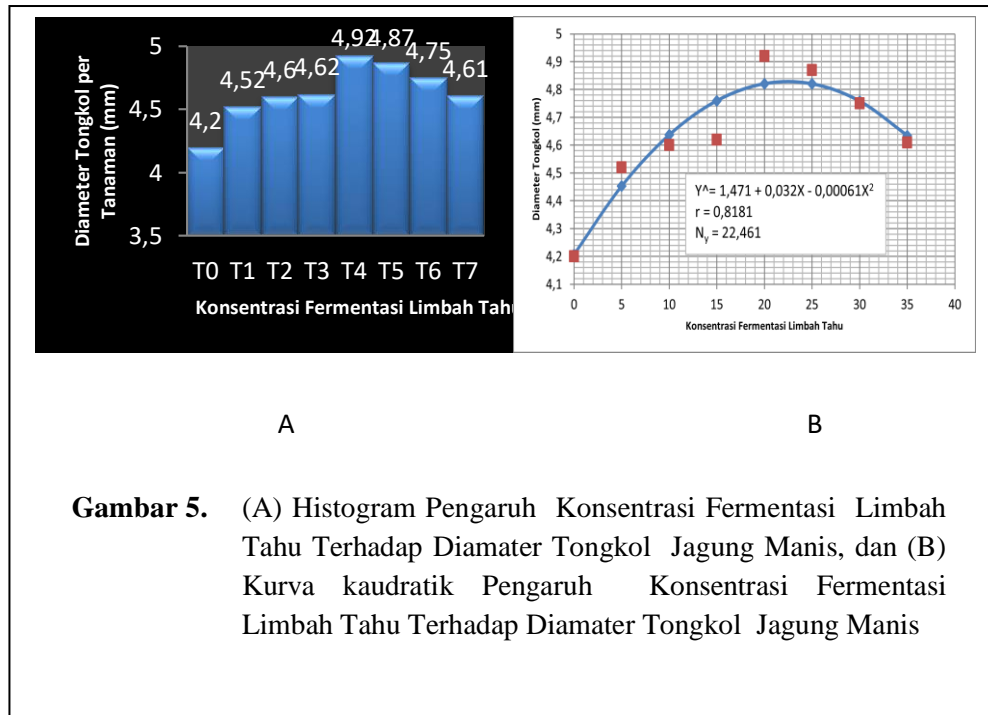 Diameter Tongkol per
Tanaman (mm)
5
4,5
4
3,5
4,2
4,52
4,6
4,62
4,92
4,87
4,75
4,61
T0 T1 T2 T3 T4 T5 T6 T7
Konsentrasi Fermentasi Limbah Tahu
Diameter Tongkol (mm)
5
4,9
4,8
4,7
4,6
4,5
4,4
4,3
4,2
4,1
Y^= 1,471 + 0,032X - 0,00061X²
r = 0,8181
Ny = 22,461
0 5 10 15 20 25 30 35 40
Konsentrasi Fermentasi Limbah Tahu
A
B
Gambar 5. (A) Histogram Pengaruh Konsentrasi Fermentasi Limbah
Tahu Terhadap Diamater Tongkol Jagung Manis, dan (B)
Kurva kaudratik Pengaruh Konsentrasi Fermentasi
Limbah Tahu Terhadap Diamater Tongkol Jagung Manis